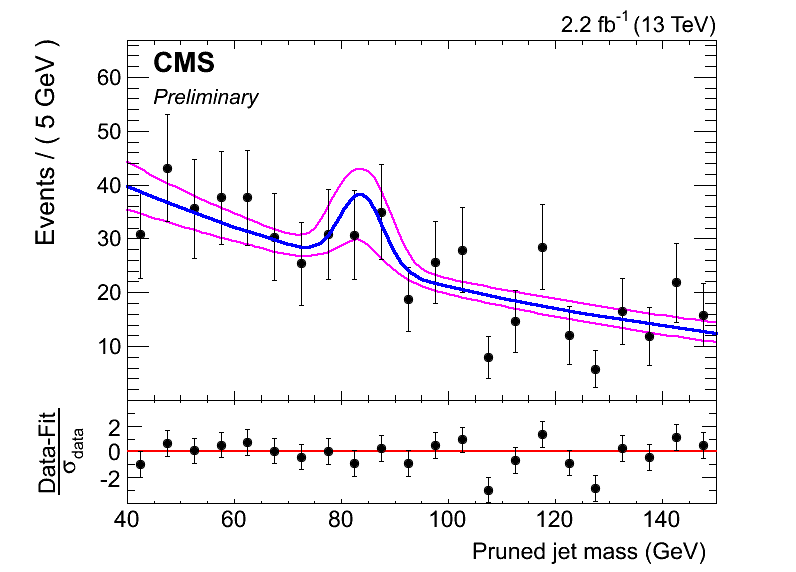 2.2 fb⁻¹ (13 TeV)
CMS
Preliminary
Events / ( 5 GeV )
60
50
40
30
20
10
Data-Fit
σdata
2
0
-2
40 60 80 100 120 140
Pruned jet mass (GeV)